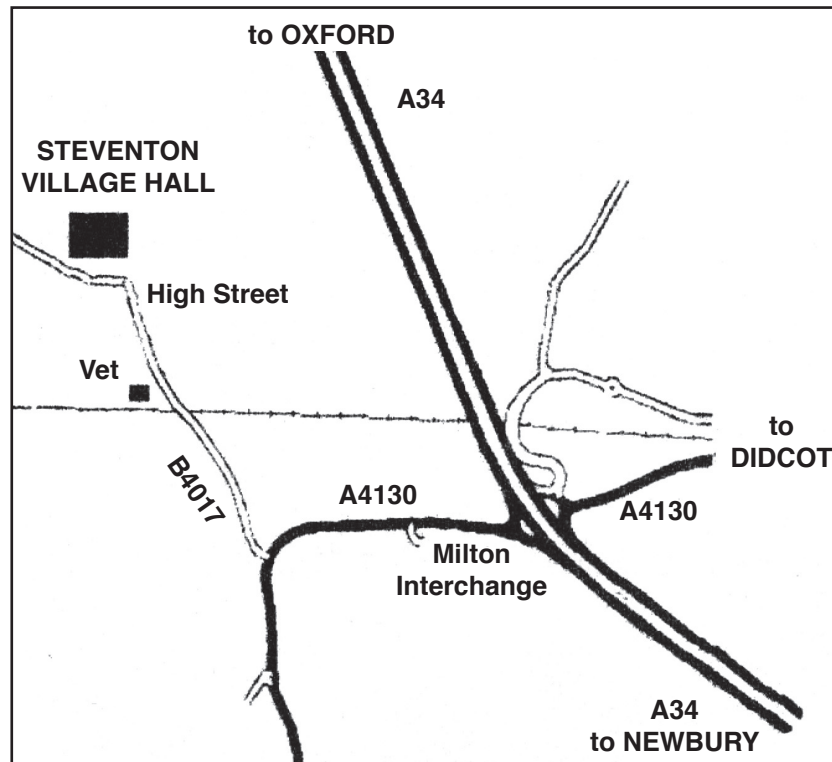 to OXFORD
A34
STEVENTON
VILLAGE HALL
High Street
Vet
to
DIDCOT
B4017
A4130
A4130
Milton
Interchange
A34
to NEWBURY